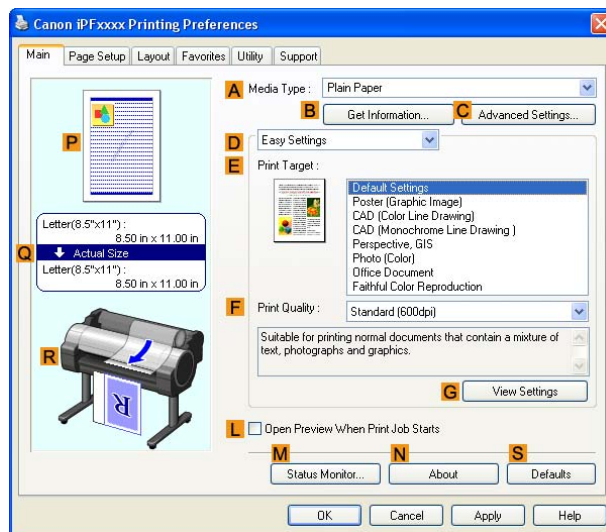 Canon iPFxxxx Printing Preferences
Main Page Setup Layout Favorites Utility Support
A Media Type : Plain Paper
B Get Information... C Advanced Settings...
D Easy Settings
E Print Target :
P
Default Settings
Poster (Graphic Image)
CAD (Color Line Drawing)
CAD (Monochrome Line Drawing )
Perspective, GIS
Photo (Color)
Office Document
Faithful Color Reproduction
Letter(8.5"x11") :
8.50 in x 11.00 in
Q Actual Size
Letter(8.5"x11") :
8.50 in x 11.00 in
F Print Quality : Standard (600dpi)
Suitable for printing normal documents that contain a mixture of
text, photographs and graphics.
R
R
G View Settings
L Open Preview When Print Job Starts
M Status Monitor... N About S Defaults
OK Cancel Apply Help